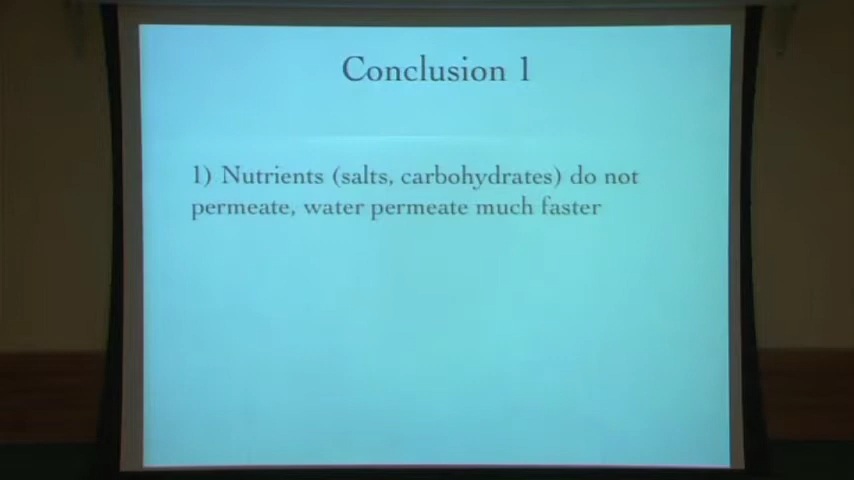 Conclusion 1
1) Nutrients (salts, carbohydrates) do not
permeate, water permeate much faster